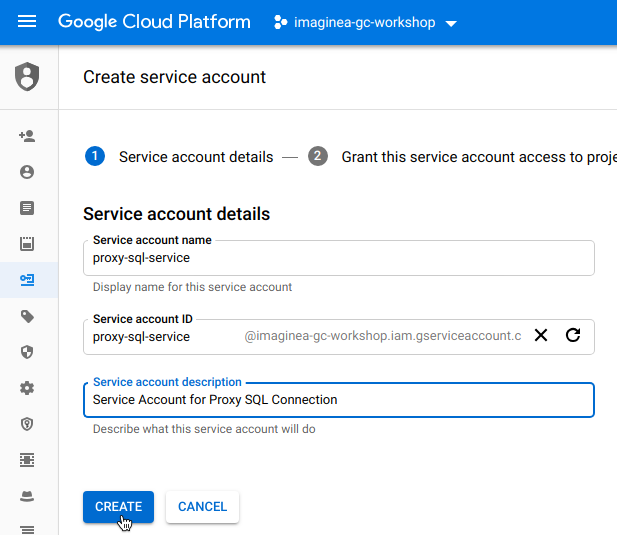 Google Cloud Platform imaginea-gc-workshop
Create service account
1 Service account details — 2 Grant this service account access to proje
Service account details
Service account name
proxy-sql-service
Display name for this service account
Service account ID
proxy-sql-service @imaginea-gc-workshop.iam.gserviceaccount.c
Service account description
Service Account for Proxy SQL Connection
Describe what this service account will do
CREATE CANCEL